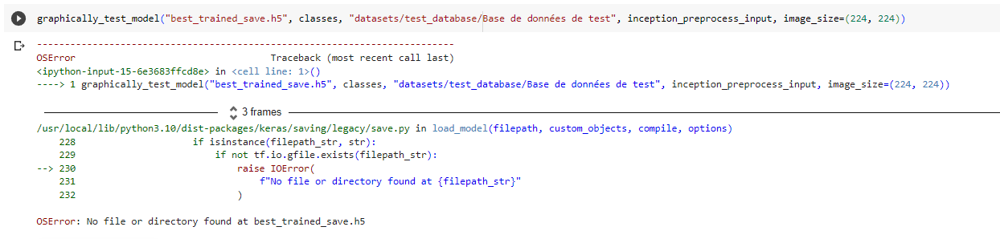 graphically_test_model("best_trained_save.h5", classes, "datasets/test_database/Base de données de test", inception_preprocess_input, image_size=(224, 224))
---------------------------------------------------------------------------
OSError                                   Traceback (most recent call last)
<ipython-input-15-6e3683ffcd8e> in <cell line: 1>()
----> 1 graphically_test_model("best_trained_save.h5", classes, "datasets/test_database/Base de données de test", inception_preprocess_input, image_size=(224, 224))
3 frames
/usr/local/lib/python3.10/dist-packages/keras/saving/legacy/save.py in load_model(filepath, custom_objects, compile, options)
    228                     if isinstance(filepath_str, str):
    229                         if not tf.io.gfile.exists(filepath_str):
--> 230                             raise IOError(
    231                                 f"No file or directory found at {filepath_str}"
    232                             )
OSError: No file or directory found at best_trained_save.h5